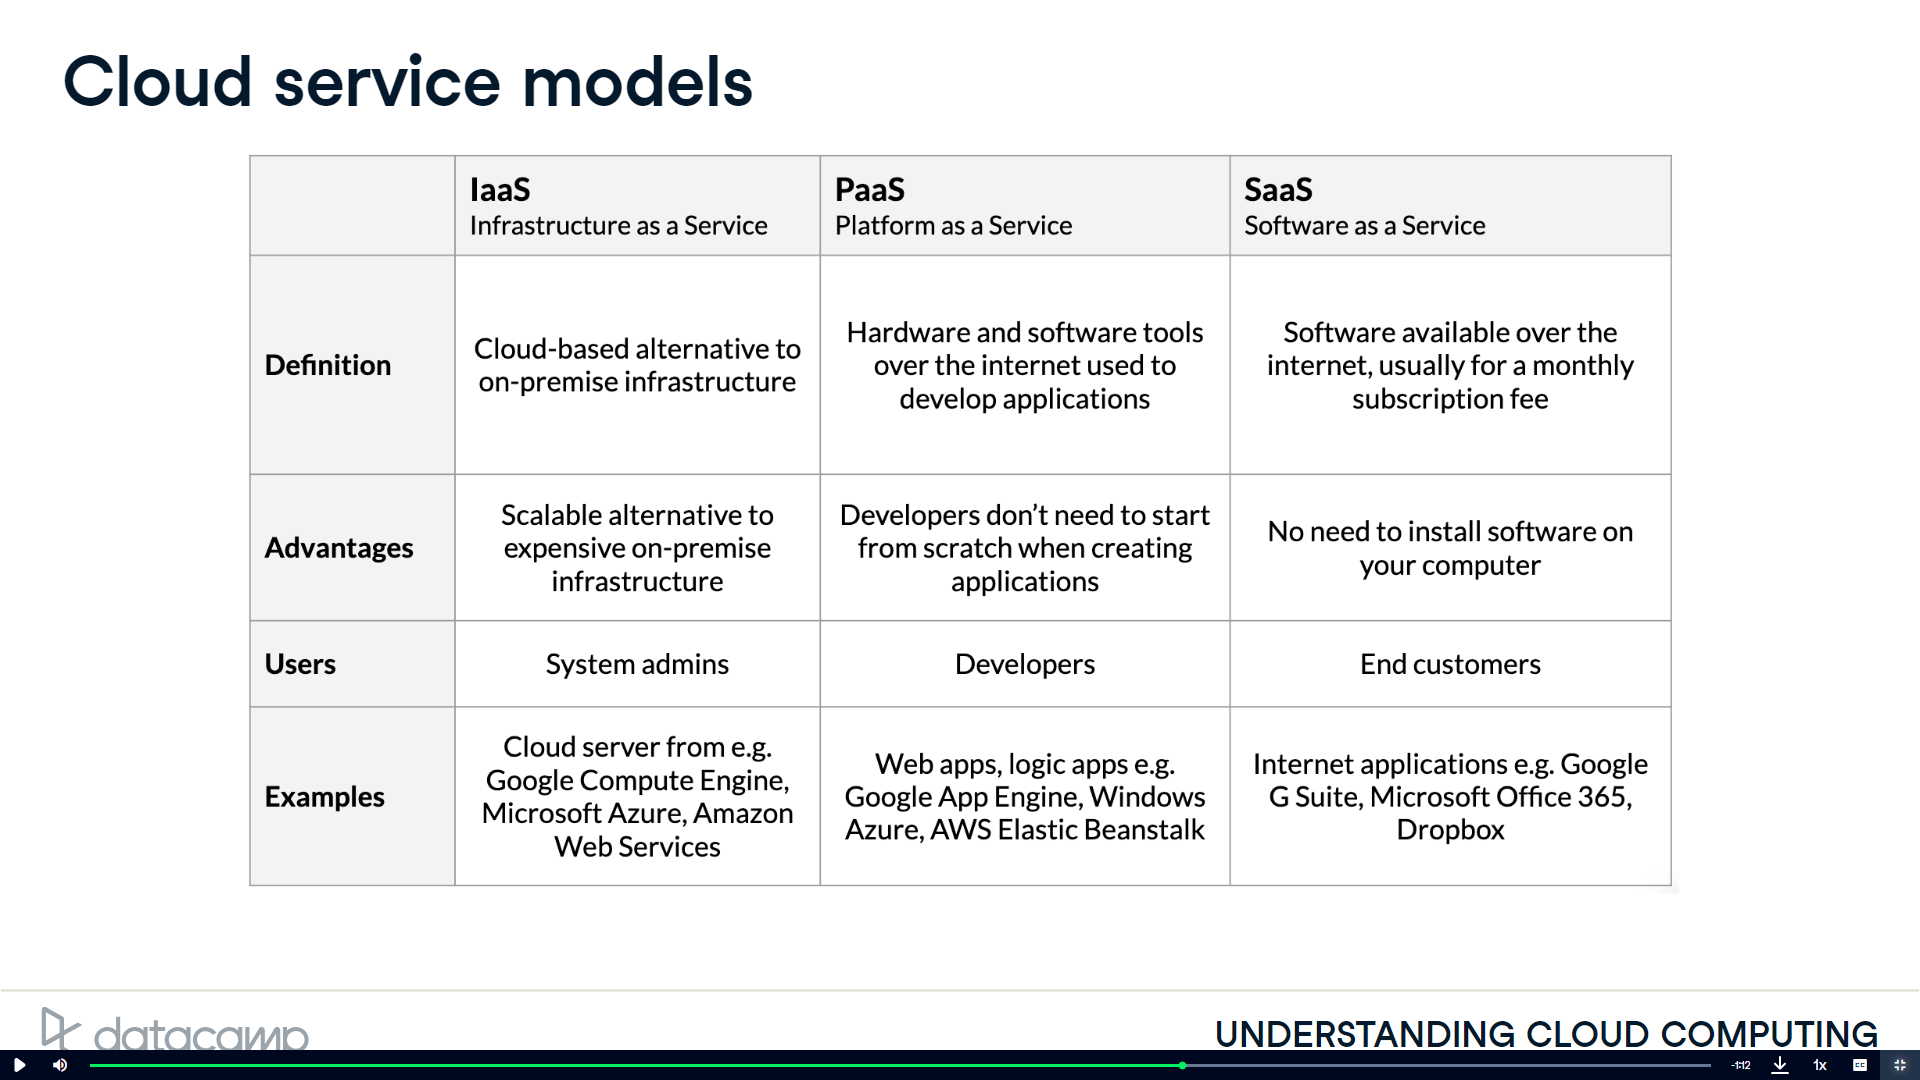 Cloud service models
IaaS
Infrastructure as a Service
PaaS
Platform as a Service
SaaS
Software as a Service
Definition
Cloud-based alternative to
on-premise infrastructure
Hardware and software tools
over the internet used to
develop applications
Software available over the
internet, usually for a monthly
subscription fee
Advantages
Scalable alternative to
expensive on-premise
infrastructure
Developers don’t need to start
from scratch when creating
applications
No need to install software on
your computer
Users
System admins
Developers
End customers
Examples
Cloud server from e.g.
Google Compute Engine,
Microsoft Azure, Amazon
Web Services
Web apps, logic apps e.g.
Google App Engine, Windows
Azure, AWS Elastic Beanstalk
Internet applications e.g. Google
G Suite, Microsoft Office 365,
Dropbox
datacamp
UNDERSTANDING CLOUD COMPUTING
-1:12
1x
CC